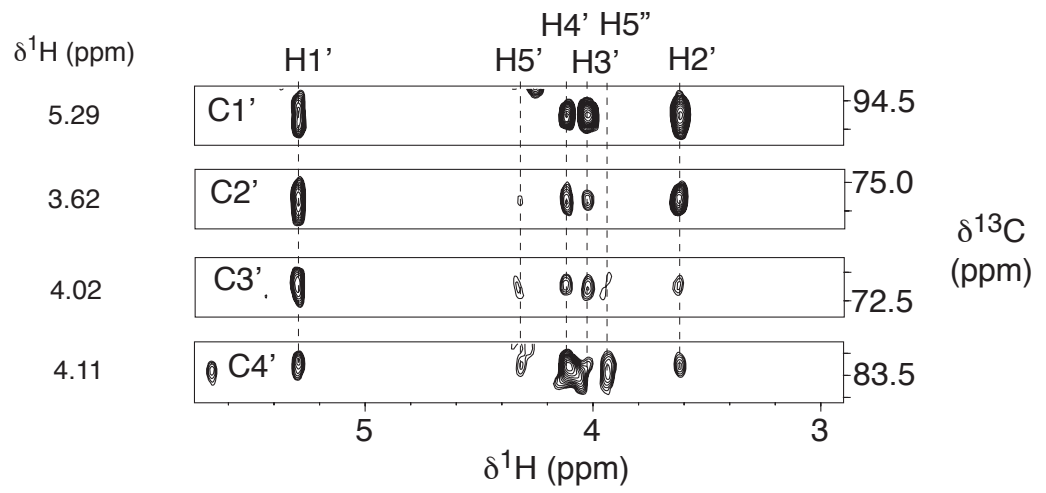 H4’ H5”
δ¹H (ppm) H1’ H5’ H3’ H2’
5.29 C1’ 94.5
3.62 C2’ 75.0
δ¹³C
(ppm)
4.02 C3’ 72.5
4.11 C4’ 83.5
5 4 3
δ¹H (ppm)